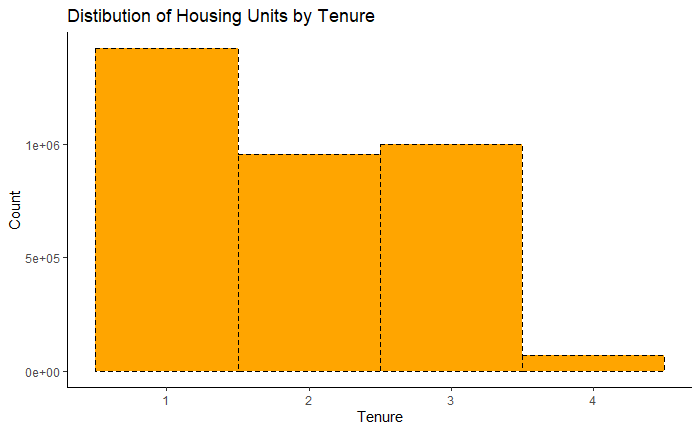 Distibution of Housing Units by Tenure
Count
1e+06
5e+05
0e+00
1 2 3 4
Tenure